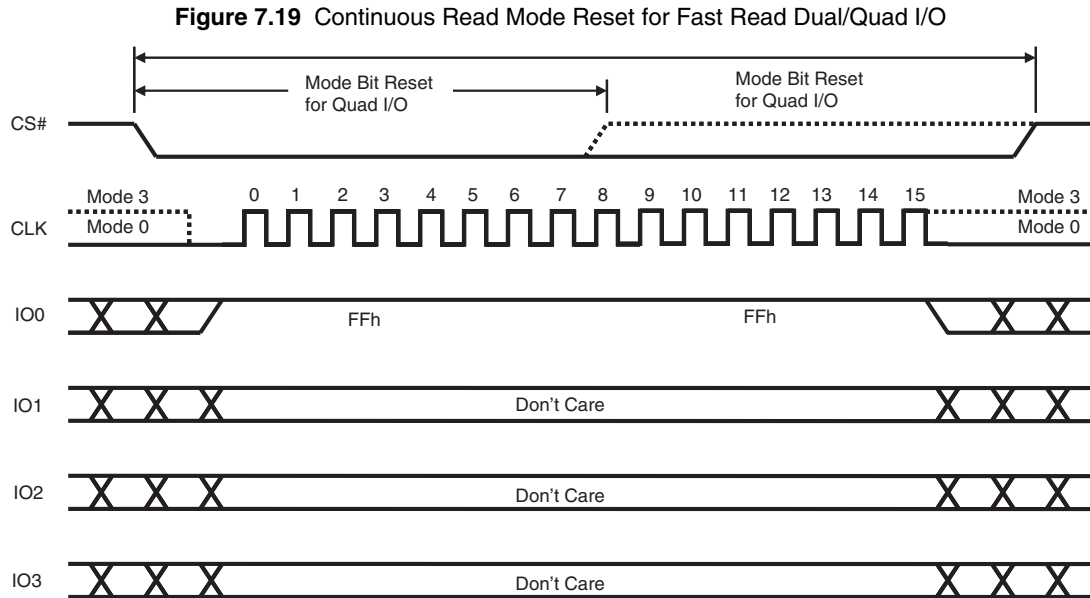 Figure 7.19 Continuous Read Mode Reset for Fast Read Dual/Quad I/O
Mode Bit Reset
for Quad I/O
Mode Bit Reset
for Quad I/O
CS#
Mode 3
0 1 2 3 4 5 6 7 8 9 10 11 12 13 14 15
Mode 3
CLK
Mode 0
Mode 0
IO0
FFh
FFh
IO1
Don't Care
IO2
Don't Care
IO3
Don't Care